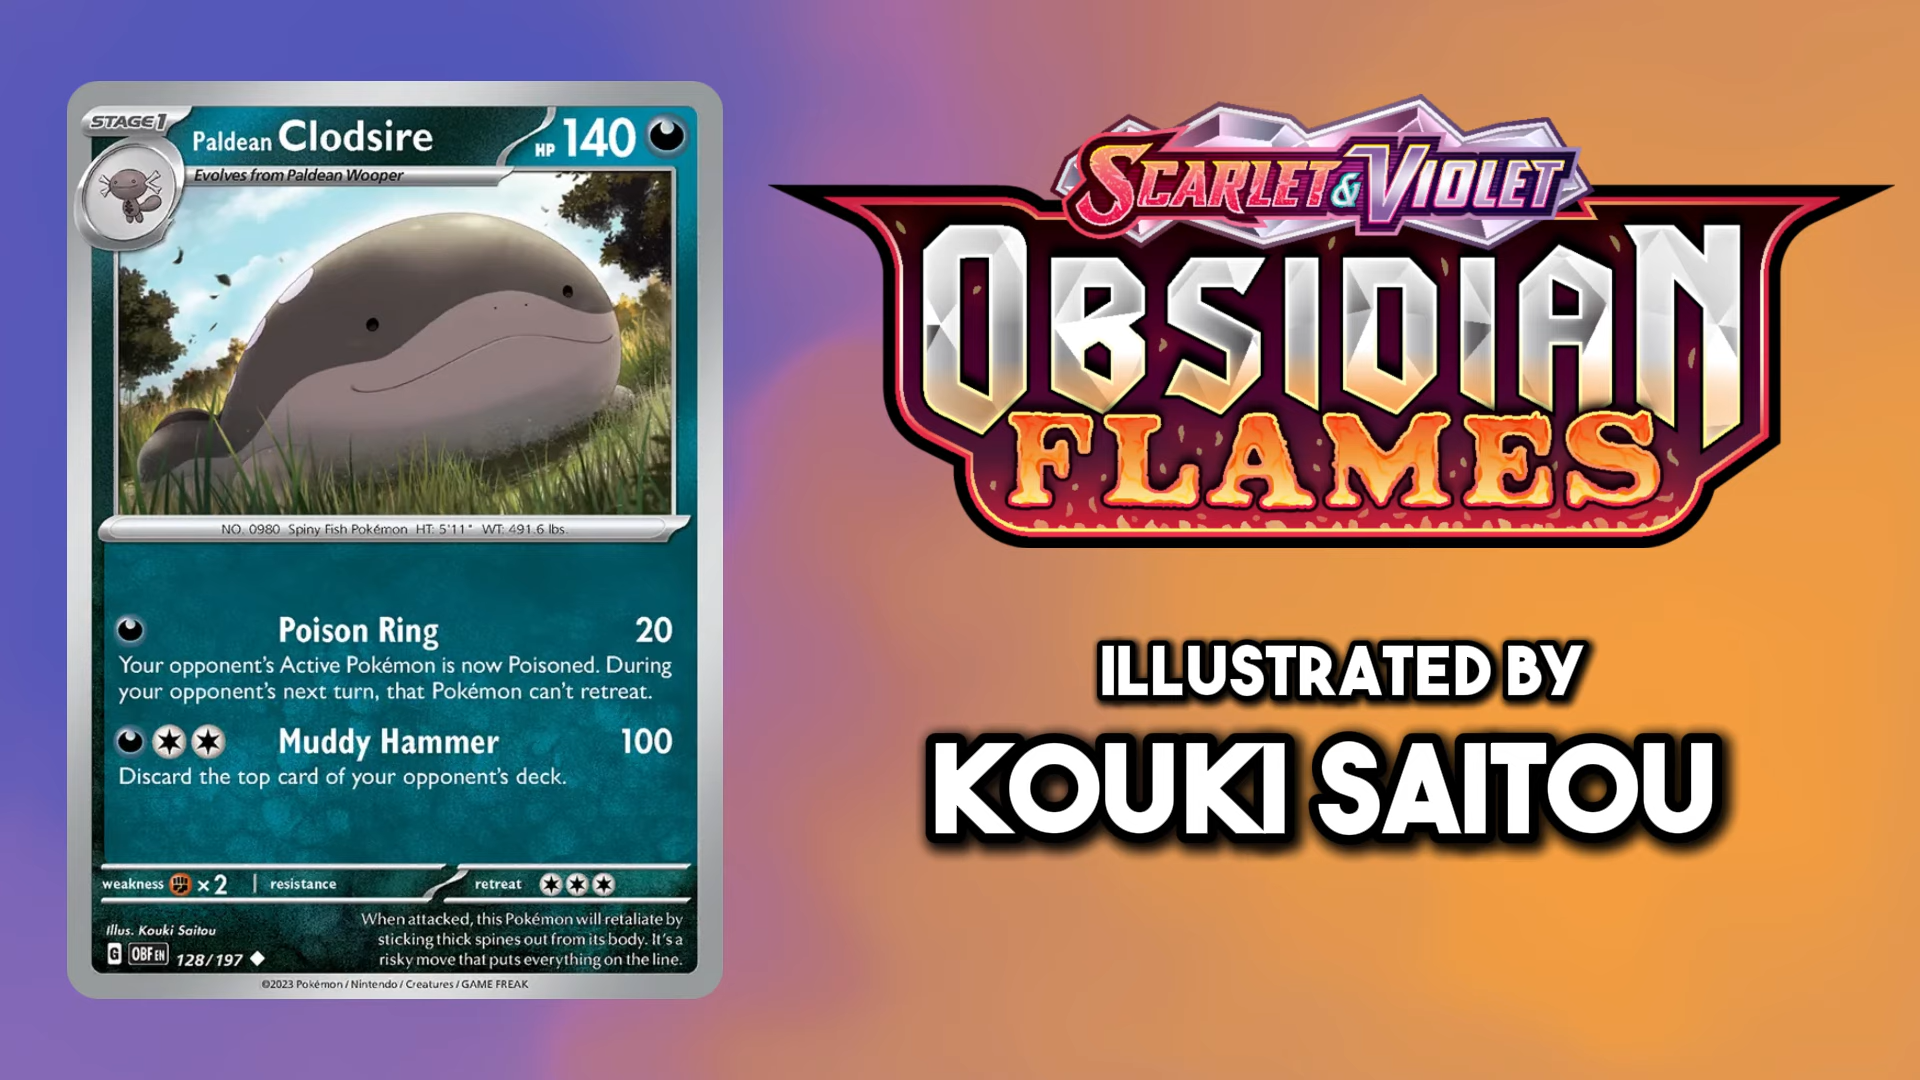 STAGE1
Paldean Clodsire
HP 140
Evolves from Paldean Wooper
NO. 0980 Spiny Fish Pokémon HT: 5'11" WT: 491.6 lbs.
Poison Ring 20
Your opponent's Active Pokémon is now Poisoned. During
your opponent's next turn, that Pokémon can't retreat.
Muddy Hammer 100
Discard the top card of your opponent's deck.
weakness ×2 resistance retreat
Illus. Kouki Saitou
G OBF EN 128/197
When attacked, this Pokémon will retaliate by
sticking thick spines out from its body. It's a
risky move that puts everything on the line.
©2023 Pokémon / Nintendo / Creatures / GAME FREAK
SCARLET & VIOLET
OBSIDIAN
FLAMES
ILLUSTRATED BY
KOUKI SAITOU